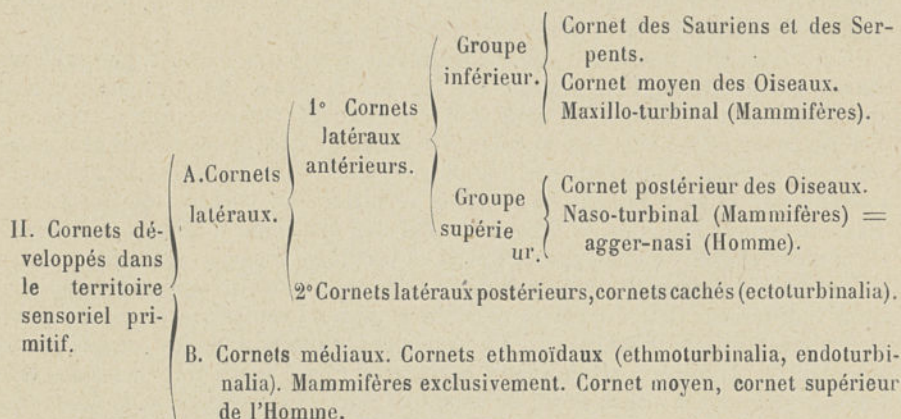 II. Cornets dé-
veloppés dans
le territoire
sensoriel pri-
mitif.
A. Cornets
latéraux.
1° Cornets
latéraux
antérieurs.
Groupe
inférieur.
Cornet des Sauriens et des Ser-
pents.
Cornet moyen des Oiseaux.
Maxillo-turbinal (Mammifères).
Groupe
supérie
ur.
Cornet postérieur des Oiseaux.
Naso-turbinal (Mammifères) =
agger-nasi (Homme).
2° Cornets latéraux postérieurs, cornets cachés (ectoturbinalia).
B. Cornets médiaux. Cornets ethmoïdaux (ethmoturbinalia, endoturbi-
nalia). Mammifères exclusivement. Cornet moyen, cornet supérieur
de l'Homme.